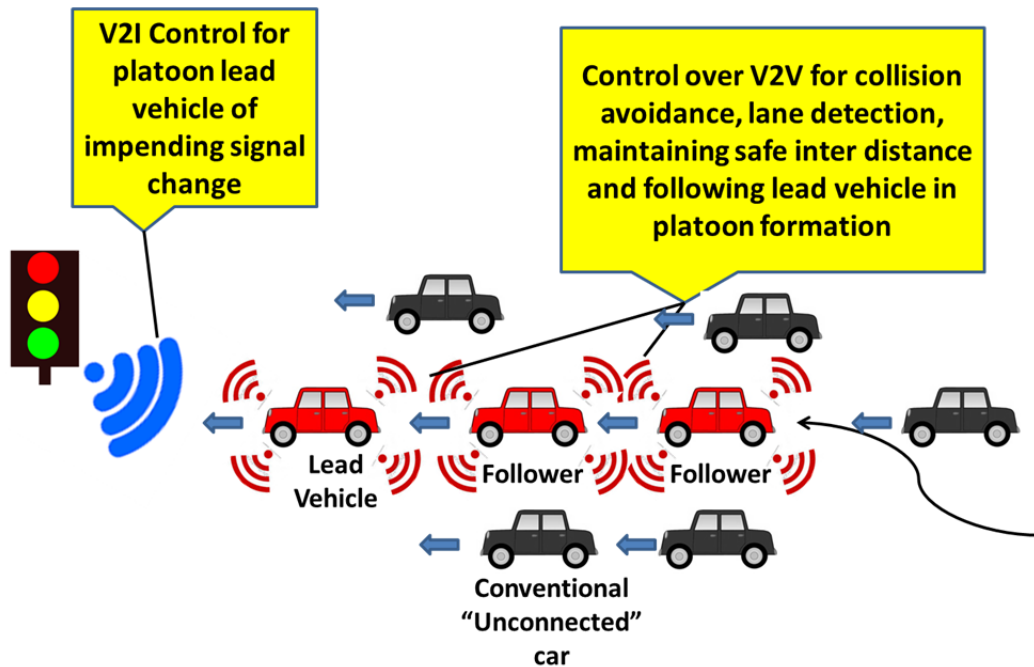 V2I Control for
platoon lead
vehicle of
impending signal
change
Control over V2V for collision
avoidance, lane detection,
maintaining safe inter distance
and following lead vehicle in
platoon formation
Lead
Vehicle
Follower
Follower
Conventional
“Unconnected”
car